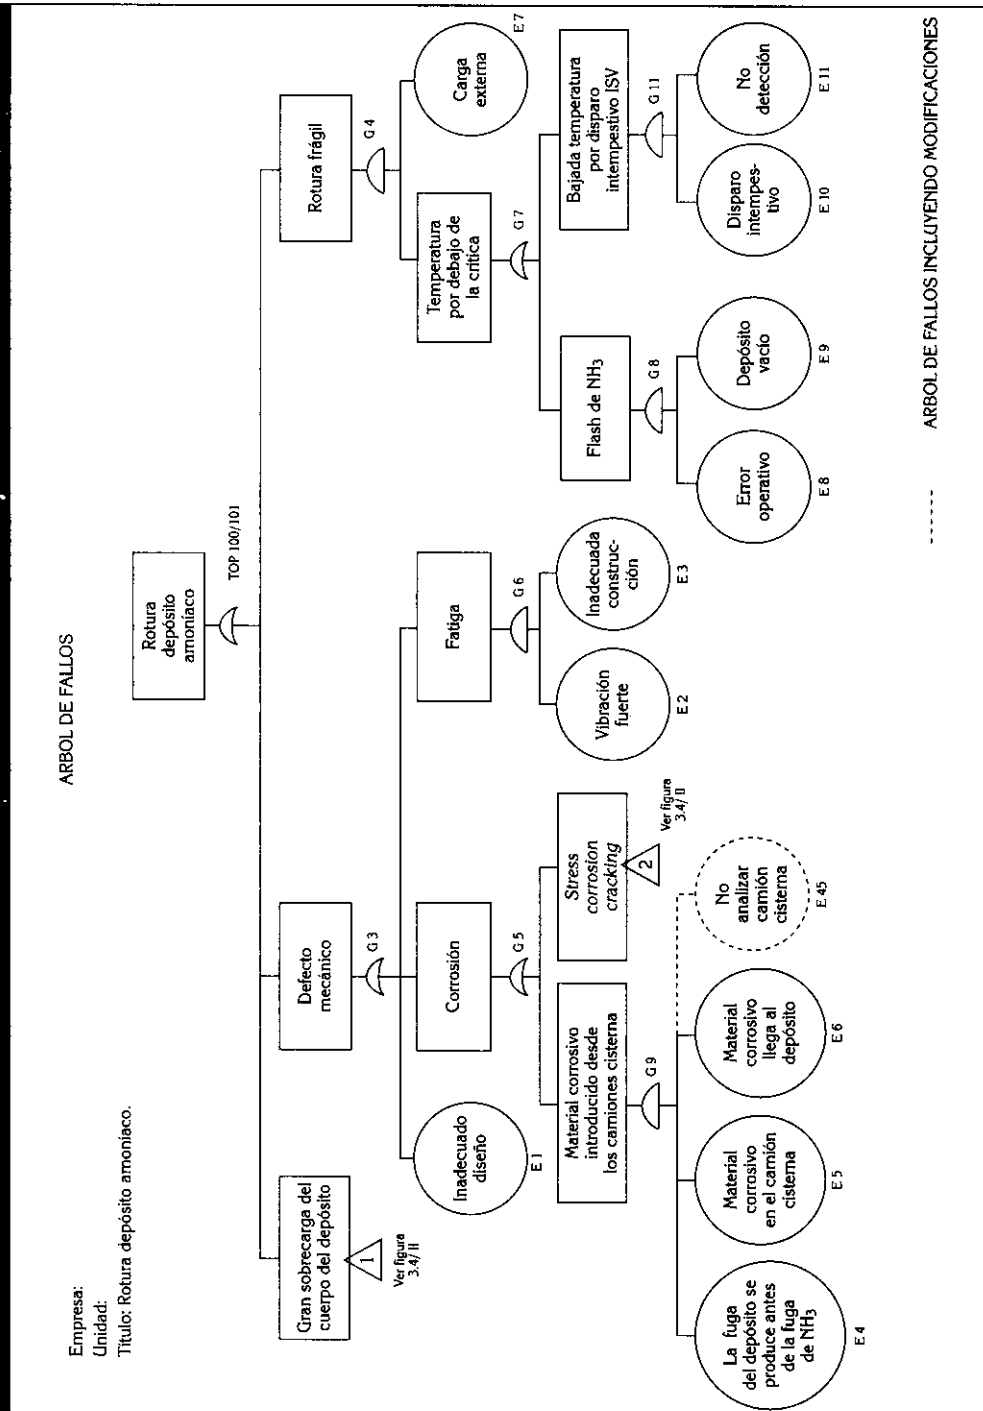 ARBOL DE FALLOS
Empresa:
Unidad:
Título: Rotura depósito amoníaco.
Rotura
depósito
amoníaco
TOP 100/101
Gran sobrecarga del
cuerpo del depósito
1
Ver figura
3.4/ II
Defecto
mecánico
G 3
Rotura frágil
G 4
Inadecuado
diseño
E 1
Corrosión
G 5
Fatiga
G 6
Temperatura
por debajo de
la crítica
G 7
Carga
externa
E 7
Material corrosivo
introducido desde
los camiones cisterna
G 9
Stress
corrosion
cracking
2
Ver figura
3.4/ II
Vibración
fuerte
E 2
Inadecuada
construc-
ción
E 3
Flash de NH3
G 8
Bajada temperatura
por disparo
intempestivo ISV
G 11
La fuga
del depósito se
produce antes
de la fuga
de NH3
E 4
Material
corrosivo
en el camión
cisterna
E 5
Material
corrosivo
llega al
depósito
E 6
No
analizar
camión
cisterna
E 45
Error
operativo
E 8
Depósito
vacío
E 9
Disparo
intempes-
tivo
E 10
No
detección
E 11
------ ARBOL DE FALLOS INCLUYENDO MODIFICACIONES